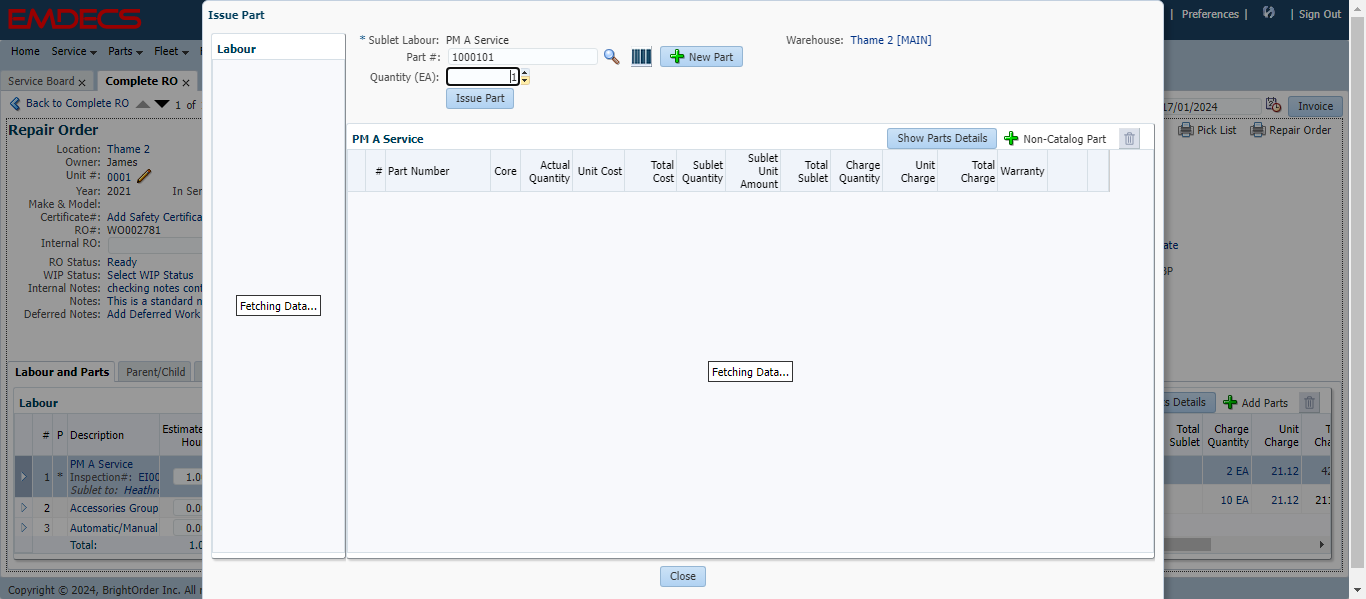 EMDECS
| Preferences | | Sign Out
Home Service Parts Fleet
Service Board x Complete RO x
Back to Complete RO 1 of
17/01/2024 Invoice
Pick List Repair Order
Repair Order
Location: Thame 2
Owner: James
Unit #: 0001
Year: 2021 In Ser
Make & Model:
Certificate#: Add Safety Certifica
RO#: WO002781
Internal RO:
RO Status: Ready
WIP Status: Select WIP Status
Internal Notes: checking notes cont
Notes: This is a standard n
Deferred Notes: Add Deferred Work
Labour and Parts Parent/Child
Labour
# P Description Estimate
Hou
1 * PM A Service
Inspection#: EI00
Sublet to: Heathr
1.0
2 Accessories Group 0.0
3 Automatic/Manual 0.0
Total: 1.0
Copyright © 2024, BrightOrder Inc. All r
Issue Part
Labour
Fetching Data...
* Sublet Labour: PM A Service
Warehouse: Thame 2 [MAIN]
Part #: 1000101 New Part
Quantity (EA): 1
Issue Part
PM A Service Show Parts Details Non-Catalog Part
# Part Number Core Actual Quantity Unit Cost Total Cost Sublet Quantity Sublet Unit Amount Total Sublet Charge Quantity Unit Charge Total Charge Warranty
Fetching Data...
Close
ate
BP
s Details Add Parts
Total Sublet Charge Quantity Unit Charge T
Cha
2 EA 21.12 42
10 EA 21.12 211